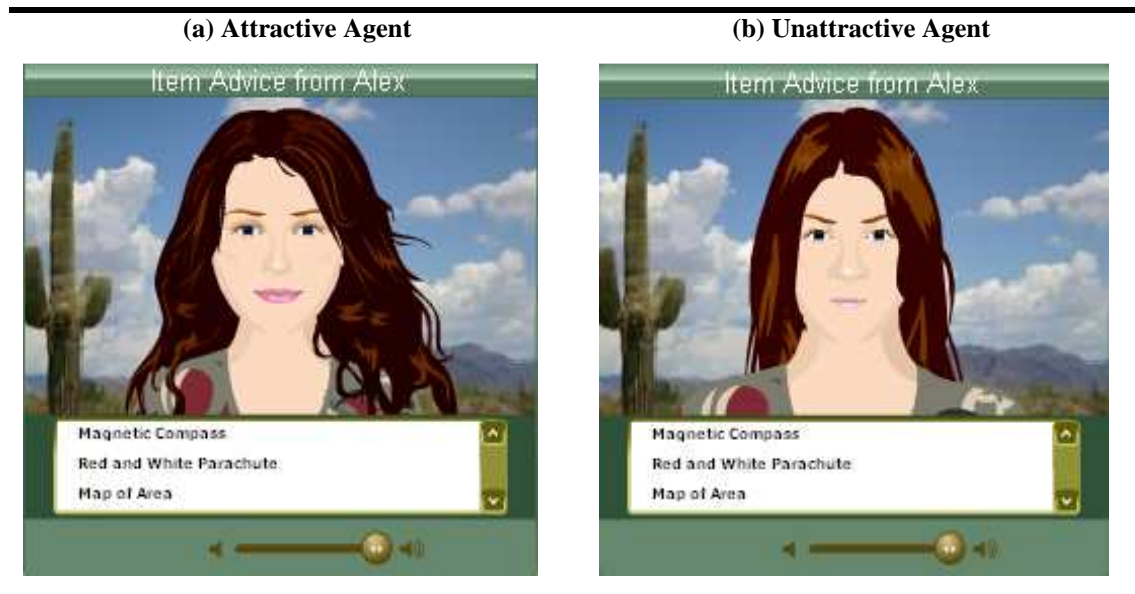 (a) Attractive Agent
(b) Unattractive Agent
Item Advice from Alex
Item Advice from Alex
Magnetic Compass
Red and White Parachute
Map of Area
Magnetic Compass
Red and White Parachute
Map of Area